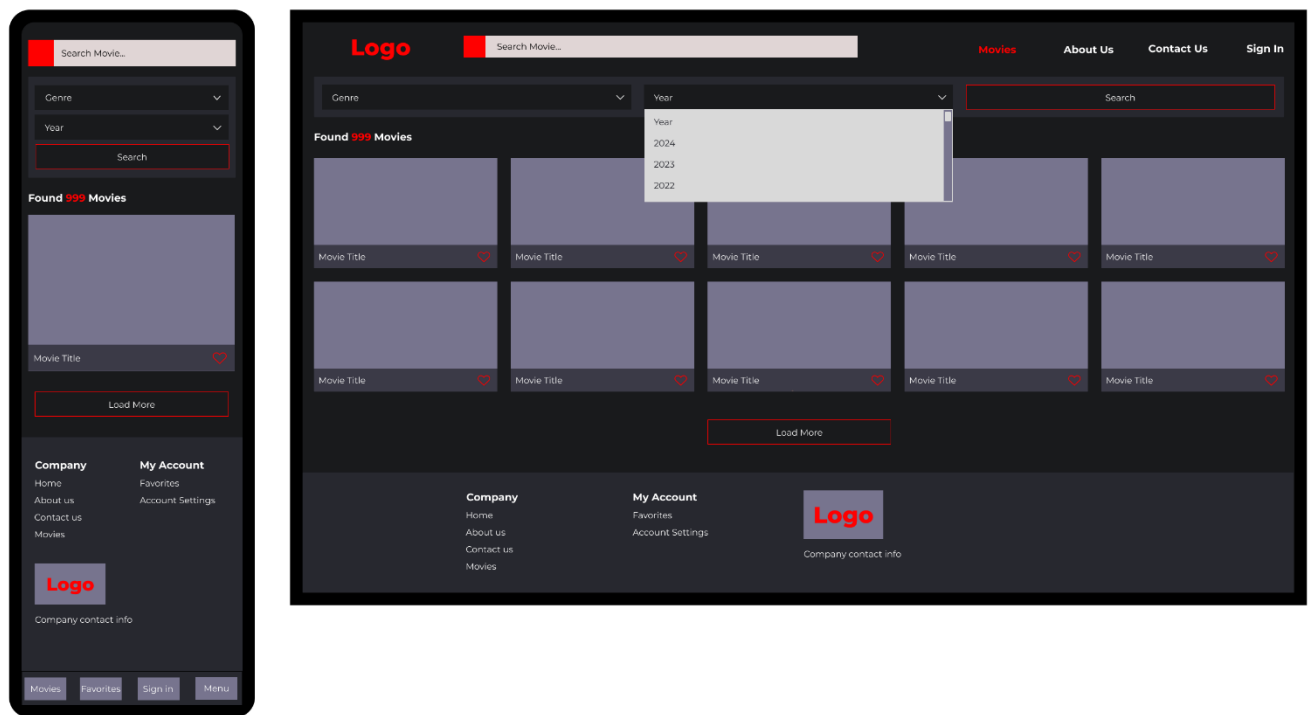 Search Movie...
Genre
Year
Search
Found 999 Movies
Movie Title
Load More
Company My Account
Home Favorites
About us Account Settings
Contact us
Movies
Logo
Company contact info
Movies Favorites Sign in Menu
Logo Search Movie... Movies About Us Contact Us Sign In
Genre Year Search
Year
2024
2023
2022
Found 999 Movies
Movie Title Movie Title Movie Title Movie Title Movie Title
Movie Title Movie Title Movie Title Movie Title Movie Title
Load More
Company My Account
Home Favorites
About us Account Settings
Contact us
Movies
Logo
Company contact info